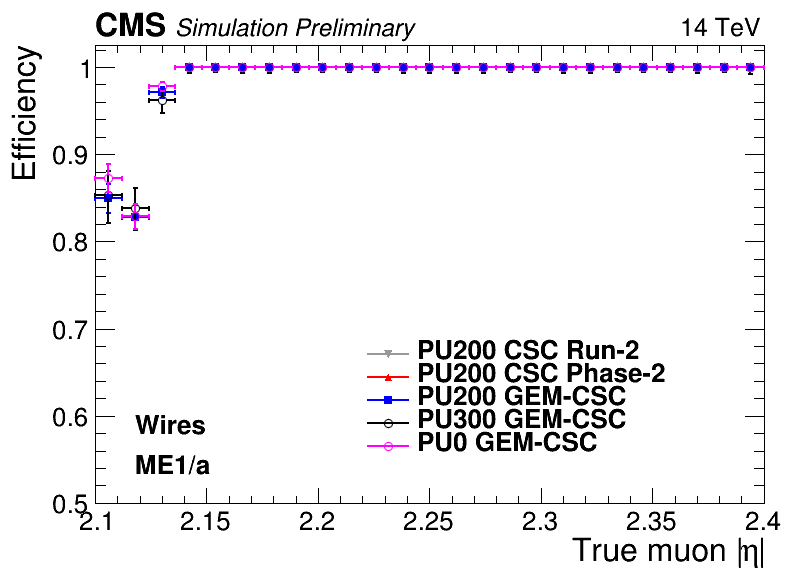 CMS Simulation Preliminary 14 TeV
Efficiency
1
0.9
0.8
0.7
0.6
0.5
PU200 CSC Run-2
PU200 CSC Phase-2
PU200 GEM-CSC
PU300 GEM-CSC
PU0 GEM-CSC
Wires
ME1/a
2.1 2.15 2.2 2.25 2.3 2.35 2.4
True muon |η|